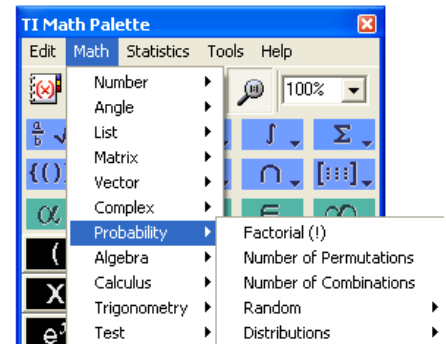 TI Math Palette
Edit Math Statistics Tools Help
100%
Number
Angle
List
Matrix
Vector
Complex
Probability
Algebra
Calculus
Trigonometry
Test
Factorial (!)
Number of Permutations
Number of Combinations
Random
Distributions